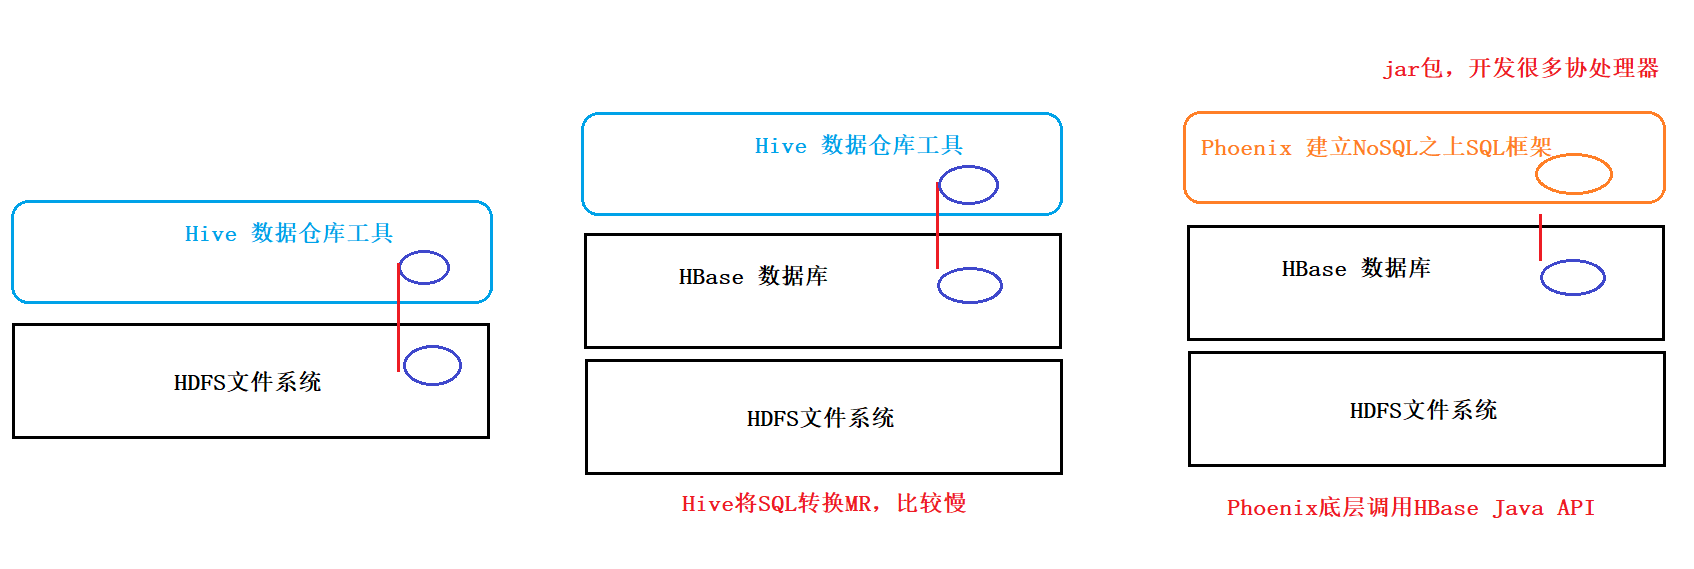 Hive 数据仓库工具
HDFS文件系统
Hive 数据仓库工具
HBase 数据库
HDFS文件系统
Hive将SQL转换MR，比较慢
jar包，开发很多协处理器
Phoenix 建立NoSQL之上SQL框架
HBase 数据库
HDFS文件系统
Phoenix底层调用HBase Java API